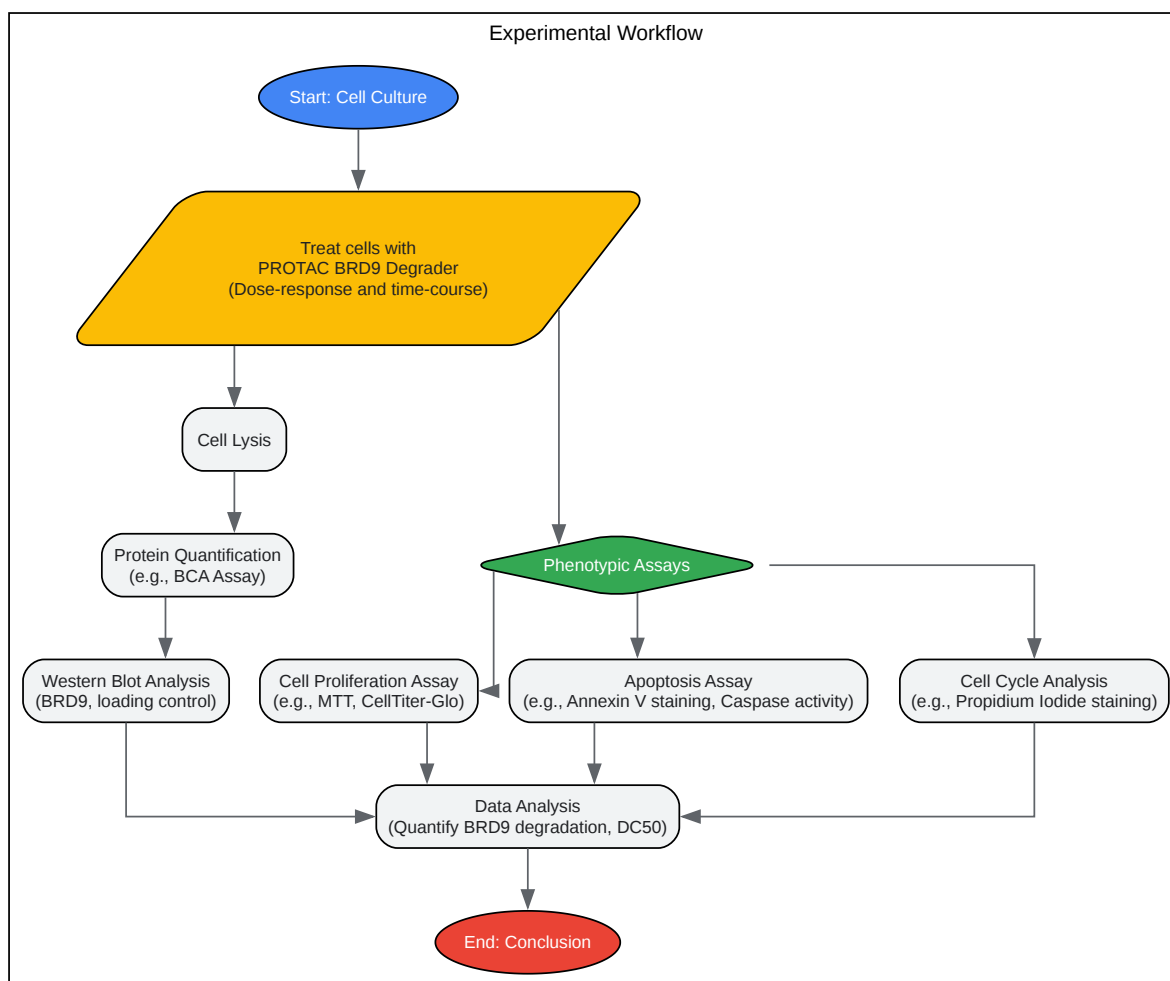 Experimental Workflow
Start: Cell Culture
Treat cells with
PROTAC BRD9 Degrader
(Dose-response and time-course)
Cell Lysis
Protein Quantification
(e.g., BCA Assay)
Phenotypic Assays
Western Blot Analysis
(BRD9, loading control)
Cell Proliferation Assay
(e.g., MTT, CellTiter-Glo)
Apoptosis Assay
(e.g., Annexin V staining, Caspase activity)
Cell Cycle Analysis
(e.g., Propidium Iodide staining)
Data Analysis
(Quantify BRD9 degradation, DC50)
End: Conclusion